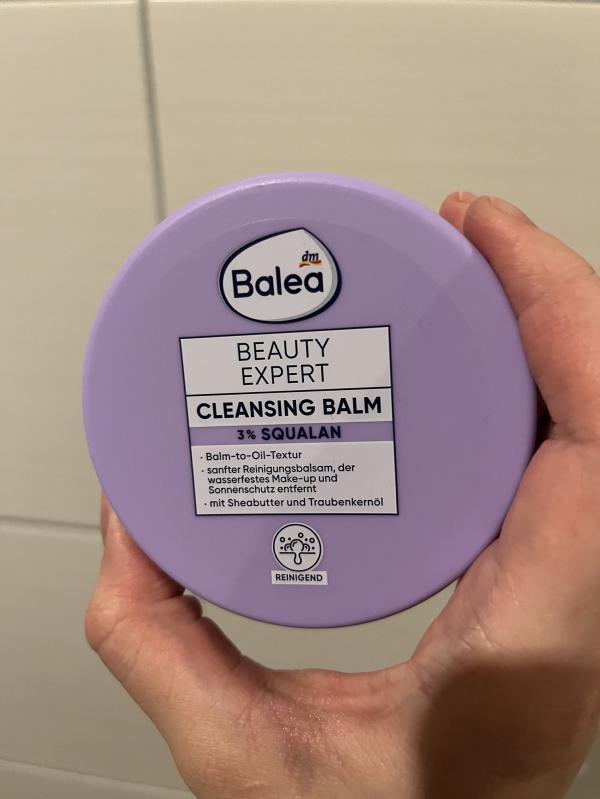 dm
Balea
BEAUTY
EXPERT
CLEANSING BALM
3% SQUALAN
· Balm-to-Oil-Textur
· sanfter Reinigungsbalsam, der
wasserfestes Make-up und
Sonnenschutz entfernt
· mit Sheabutter und Traubenkernöl
REINIGEND